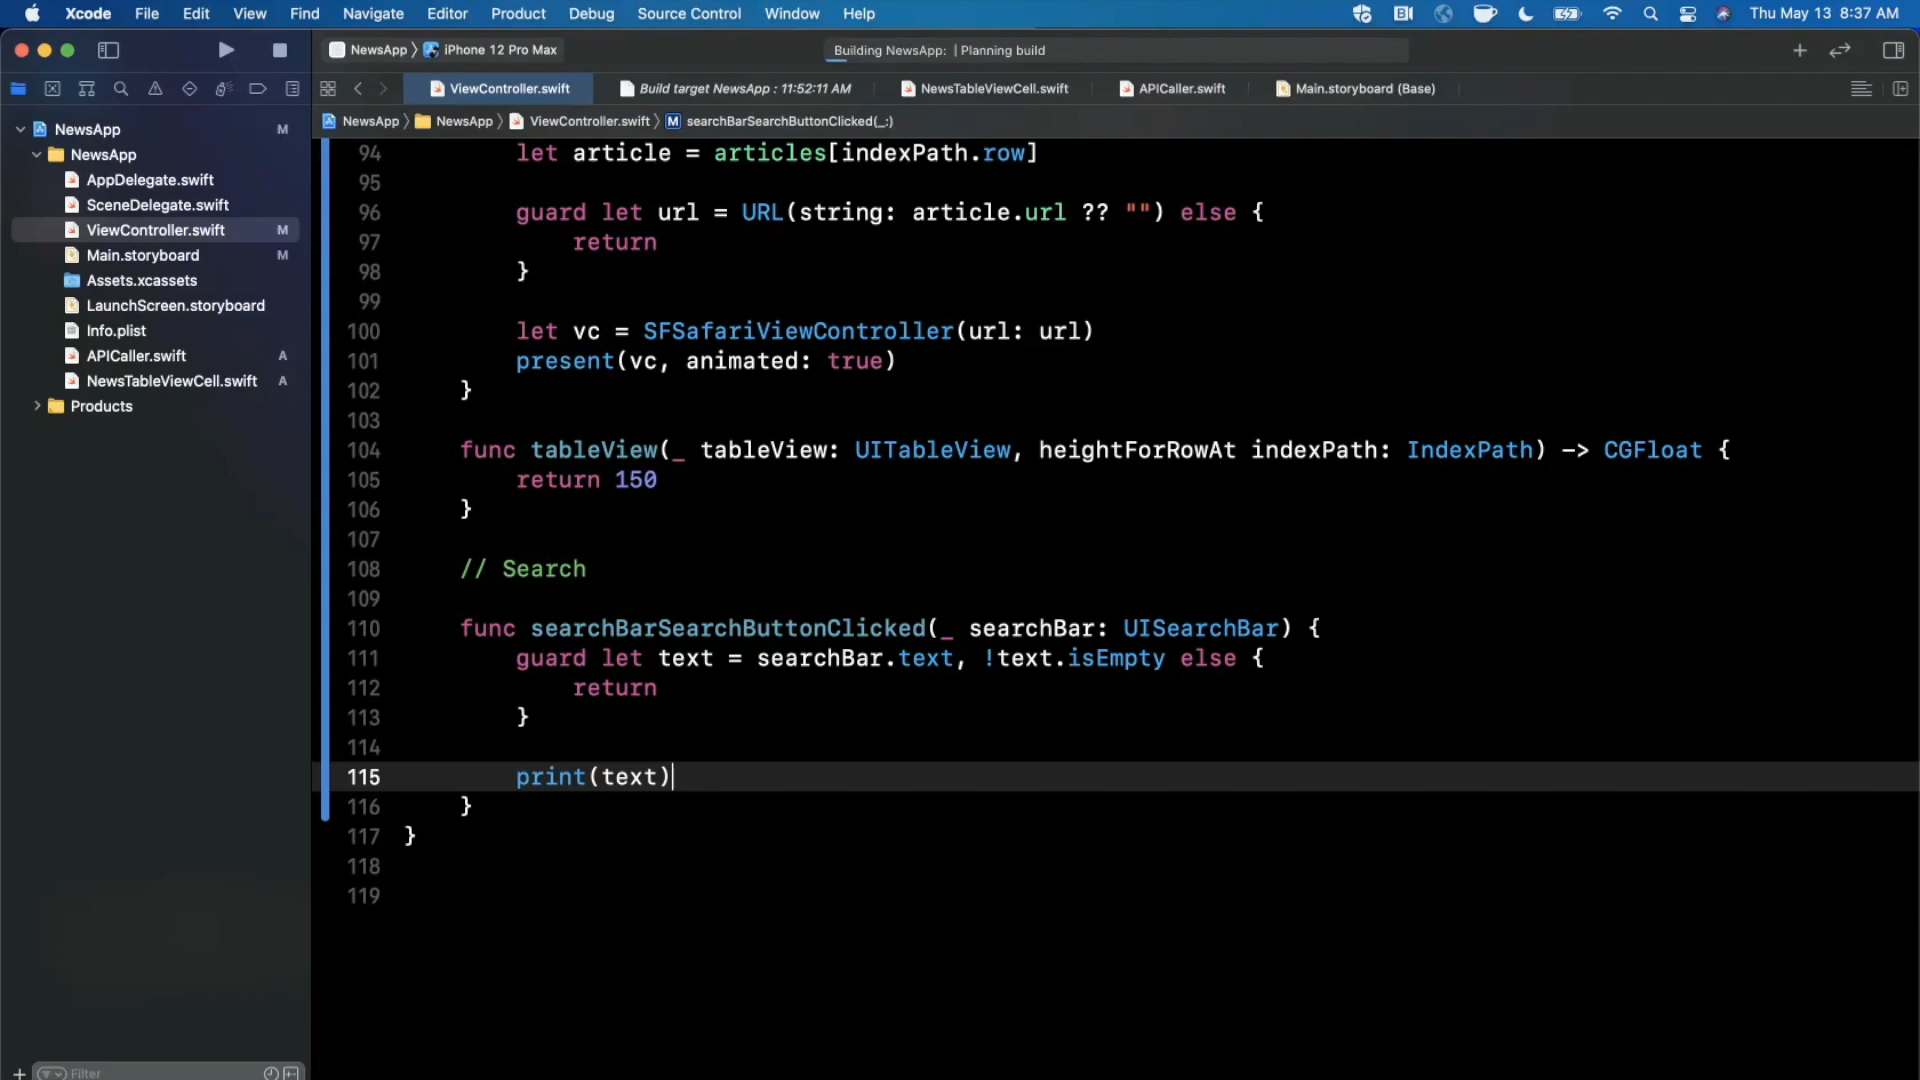 Xcode File Edit View Find Navigate Editor Product Debug Source Control Window Help Thu May 13 8:37 AM
NewsApp iPhone 12 Pro Max Building NewsApp: | Planning build
ViewController.swift Build target NewsApp : 11:52:11 AM NewsTableViewCell.swift APICaller.swift Main.storyboard (Base)
NewsApp NewsApp ViewController.swift M searchBarSearchButtonClicked(_:)
NewsApp M
NewsApp
AppDelegate.swift
SceneDelegate.swift
ViewController.swift M
Main.storyboard M
Assets.xcassets
LaunchScreen.storyboard
Info.plist
APICaller.swift A
NewsTableViewCell.swift A
Products
Filter
94 let article = articles[indexPath.row]
95
96 guard let url = URL(string: article.url ?? "") else {
97 return
98 }
99
100 let vc = SFSafariViewController(url: url)
101 present(vc, animated: true)
102 }
103
104 func tableView(_ tableView: UITableView, heightForRowAt indexPath: IndexPath) -> CGFloat {
105 return 150
106 }
107
108 // Search
109
110 func searchBarSearchButtonClicked(_ searchBar: UISearchBar) {
111 guard let text = searchBar.text, !text.isEmpty else {
112 return
113 }
114
115 print(text)
116 }
117 }
118
119